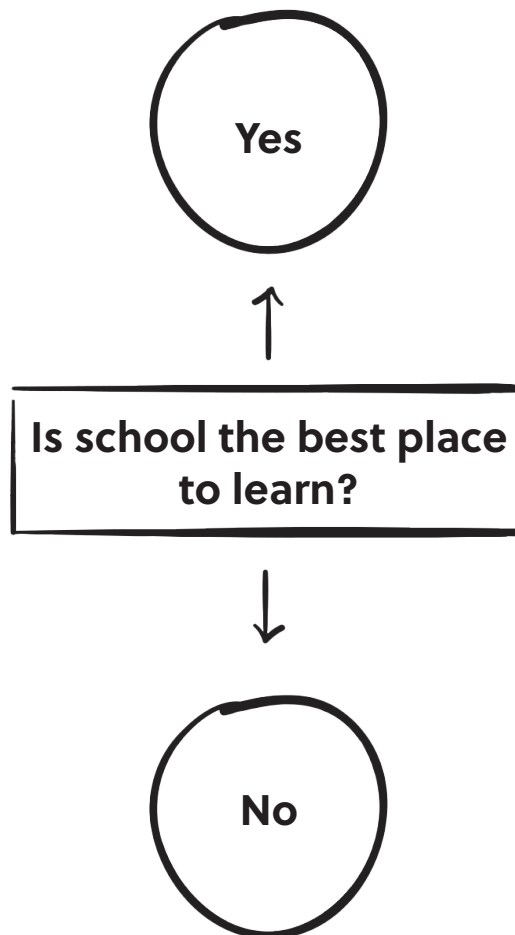 Yes
Is school the best place
to learn?
No